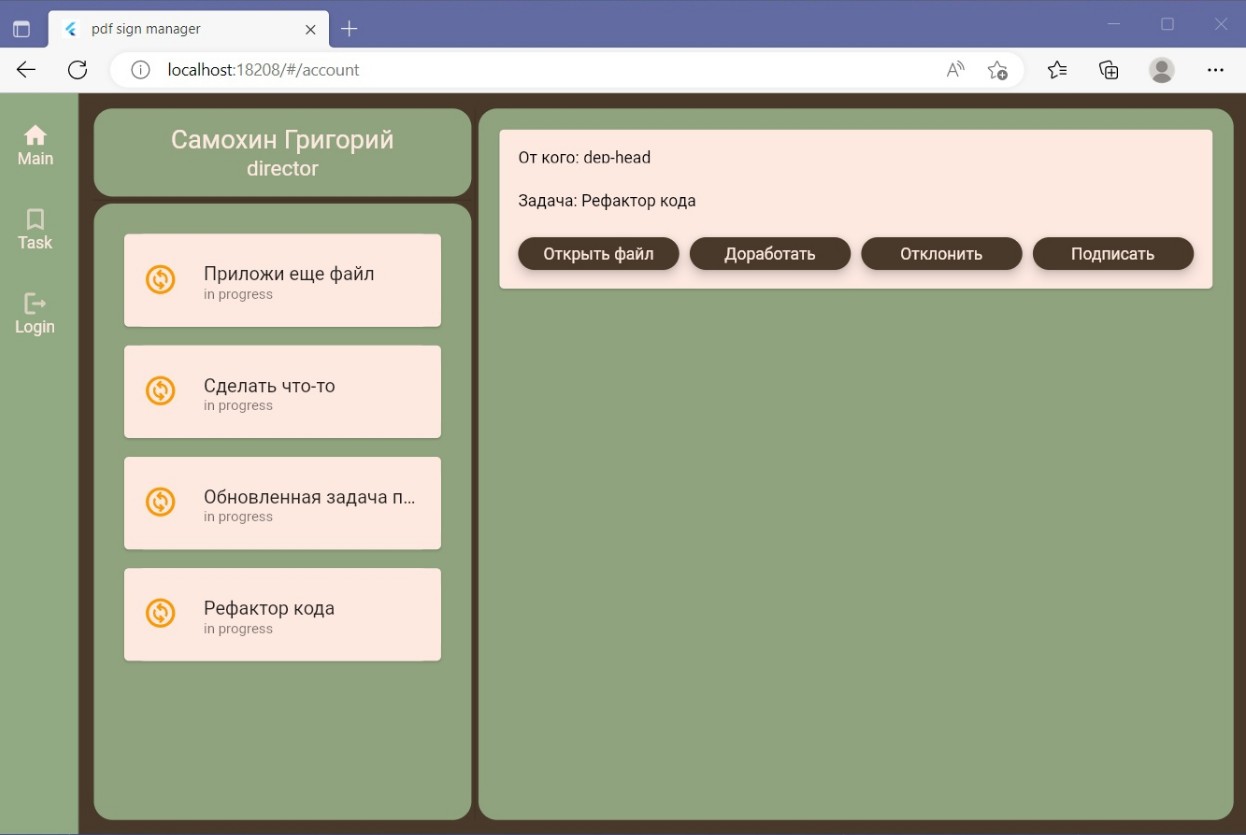 pdf sign manager
localhost:18208/#/account
Main
Task
Login
Самохин Григорий
director
Приложи еще файл
in progress
Сделать что-то
in progress
Обновленная задача п...
in progress
Рефактор кода
in progress
От кого: dep-head
Задача: Рефактор кода
Открыть файл Доработать Отклонить Подписать